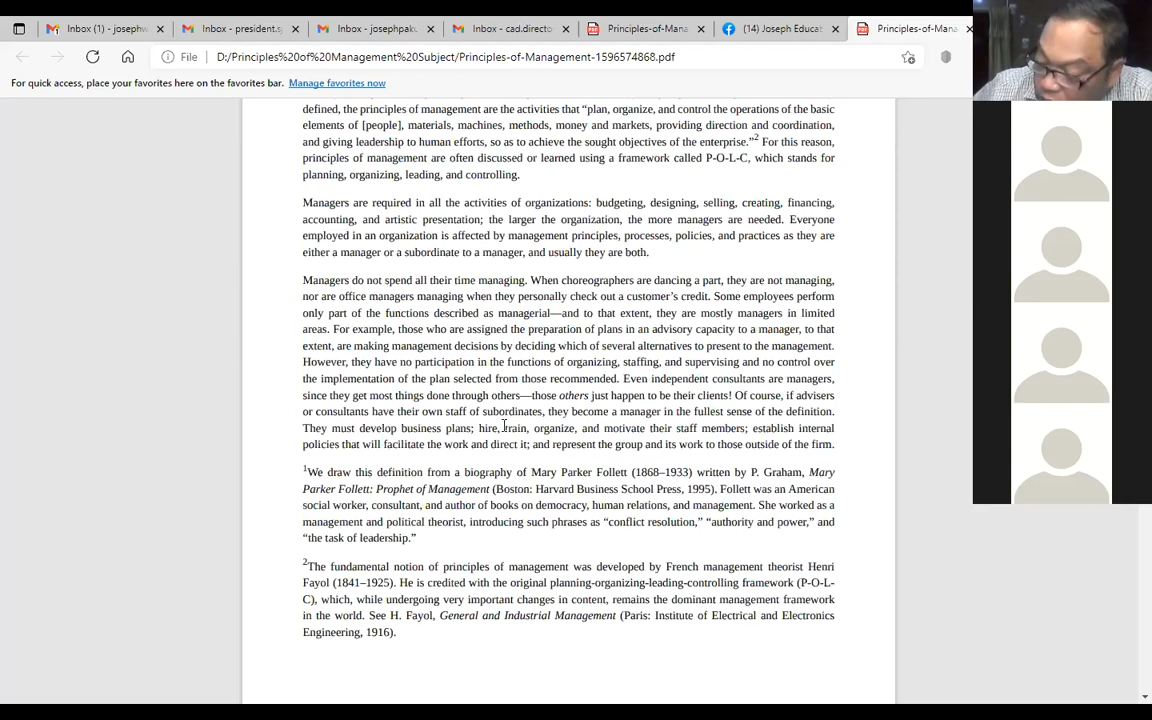 Inbox (1) - josephw
Inbox - president.s
Inbox - josephpak
Inbox - cad.directo
Principles-of-Mana
(14) Joseph Educat
Principles-of-Mana
File D:/Principles%20of%20Management%20Subject/Principles-of-Management-1596574868.pdf
For quick access, place your favorites here on the favorites bar. Manage favorites now
defined, the principles of management are the activities that “plan, organize, and control the operations of the basic
elements of [people], materials, machines, methods, money and markets, providing direction and coordination,
and giving leadership to human efforts, so as to achieve the sought objectives of the enterprise.”2 For this reason,
principles of management are often discussed or learned using a framework called P-O-L-C, which stands for
planning, organizing, leading, and controlling.
Managers are required in all the activities of organizations: budgeting, designing, selling, creating, financing,
accounting, and artistic presentation; the larger the organization, the more managers are needed. Everyone
employed in an organization is affected by management principles, processes, policies, and practices as they are
either a manager or a subordinate to a manager, and usually they are both.
Managers do not spend all their time managing. When choreographers are dancing a part, they are not managing,
nor are office managers managing when they personally check out a customer’s credit. Some employees perform
only part of the functions described as managerial—and to that extent, they are mostly managers in limited
areas. For example, those who are assigned the preparation of plans in an advisory capacity to a manager, to that
extent, are making management decisions by deciding which of several alternatives to present to the management.
However, they have no participation in the functions of organizing, staffing, and supervising and no control over
the implementation of the plan selected from those recommended. Even independent consultants are managers,
since they get most things done through others—those others just happen to be their clients! Of course, if advisers
or consultants have their own staff of subordinates, they become a manager in the fullest sense of the definition.
They must develop business plans; hire, train, organize, and motivate their staff members; establish internal
policies that will facilitate the work and direct it; and represent the group and its work to those outside of the firm.
1We draw this definition from a biography of Mary Parker Follett (1868–1933) written by P. Graham, Mary
Parker Follett: Prophet of Management (Boston: Harvard Business School Press, 1995). Follett was an American
social worker, consultant, and author of books on democracy, human relations, and management. She worked as a
management and political theorist, introducing such phrases as “conflict resolution,” “authority and power,” and
“the task of leadership.”
2The fundamental notion of principles of management was developed by French management theorist Henri
Fayol (1841–1925). He is credited with the original planning-organizing-leading-controlling framework (P-O-L-
C), which, while undergoing very important changes in content, remains the dominant management framework
in the world. See H. Fayol, General and Industrial Management (Paris: Institute of Electrical and Electronics
Engineering, 1916).